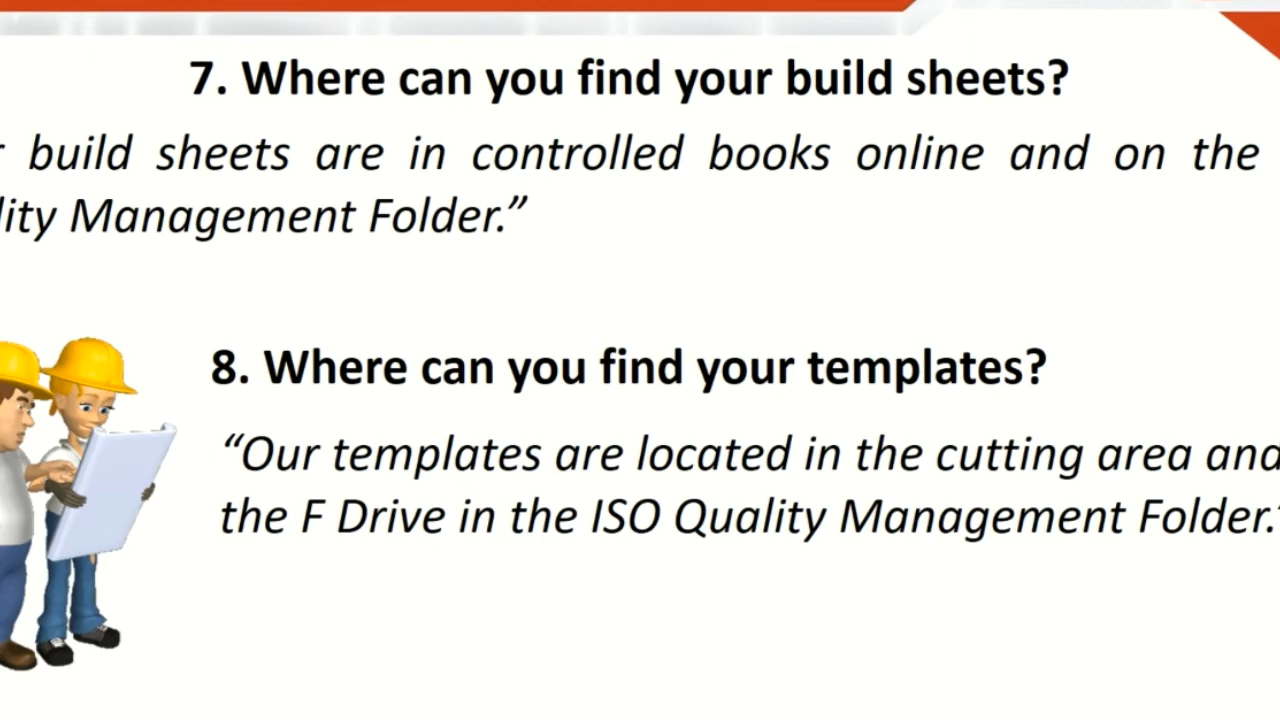 7. Where can you find your build sheets?
build sheets are in controlled books online and on the
Management Folder.”
8. Where can you find your templates?
“Our templates are located in the cutting area and
the F Drive in the ISO Quality Management Folder.”